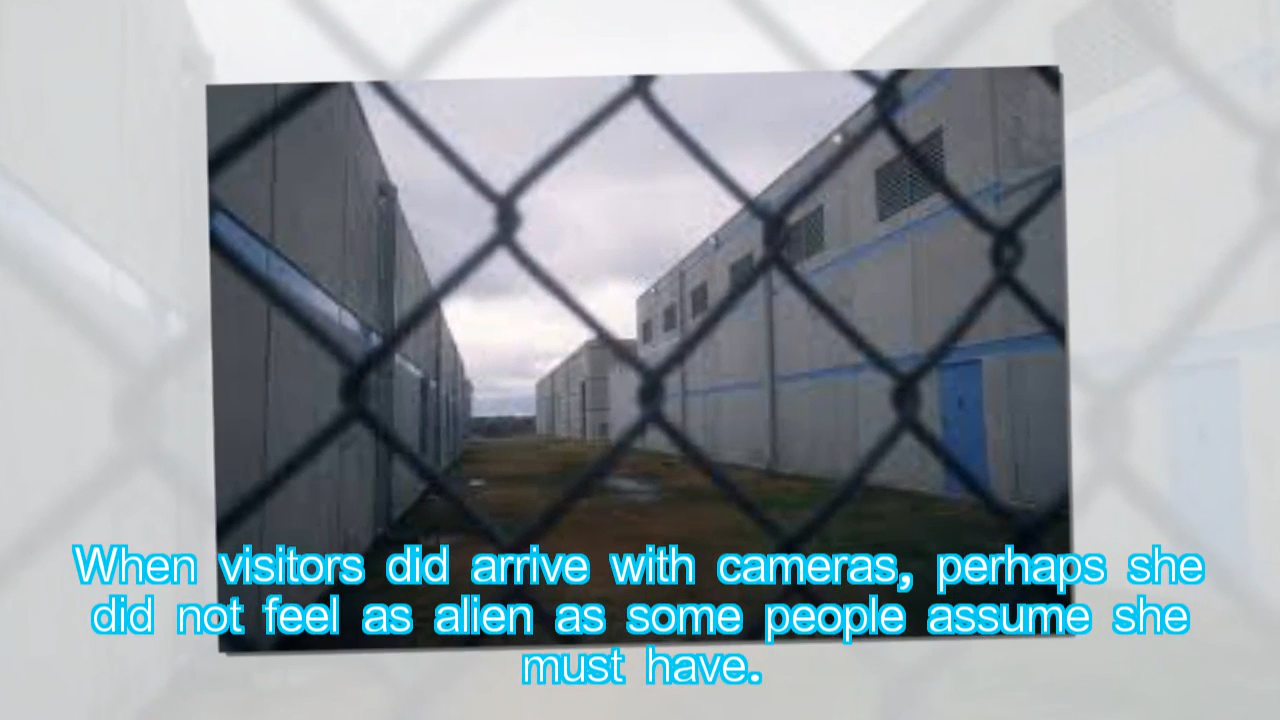 When visitors did arrive with cameras, perhaps she
did not feel as alien as some people assume she
must have.